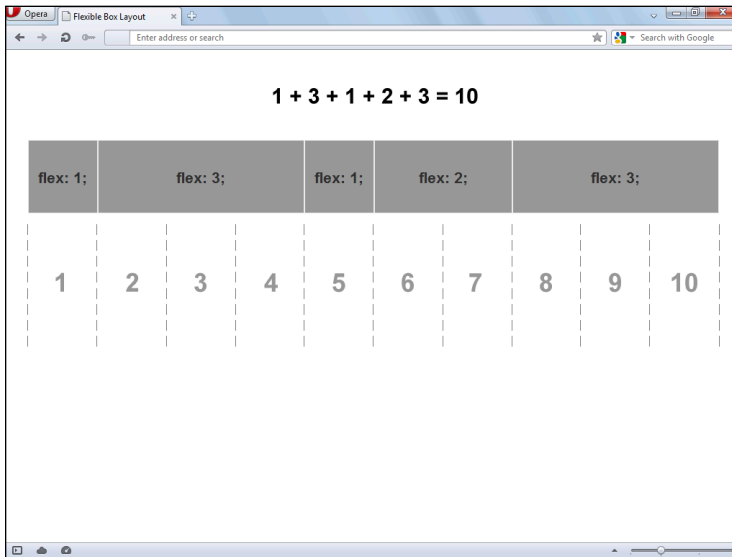 Opera
Flexible Box Layout
Enter address or search
Search with Google
1 + 3 + 1 + 2 + 3 = 10
flex: 1; flex: 3; flex: 1; flex: 2; flex: 3;
1 2 3 4 5 6 7 8 9 10